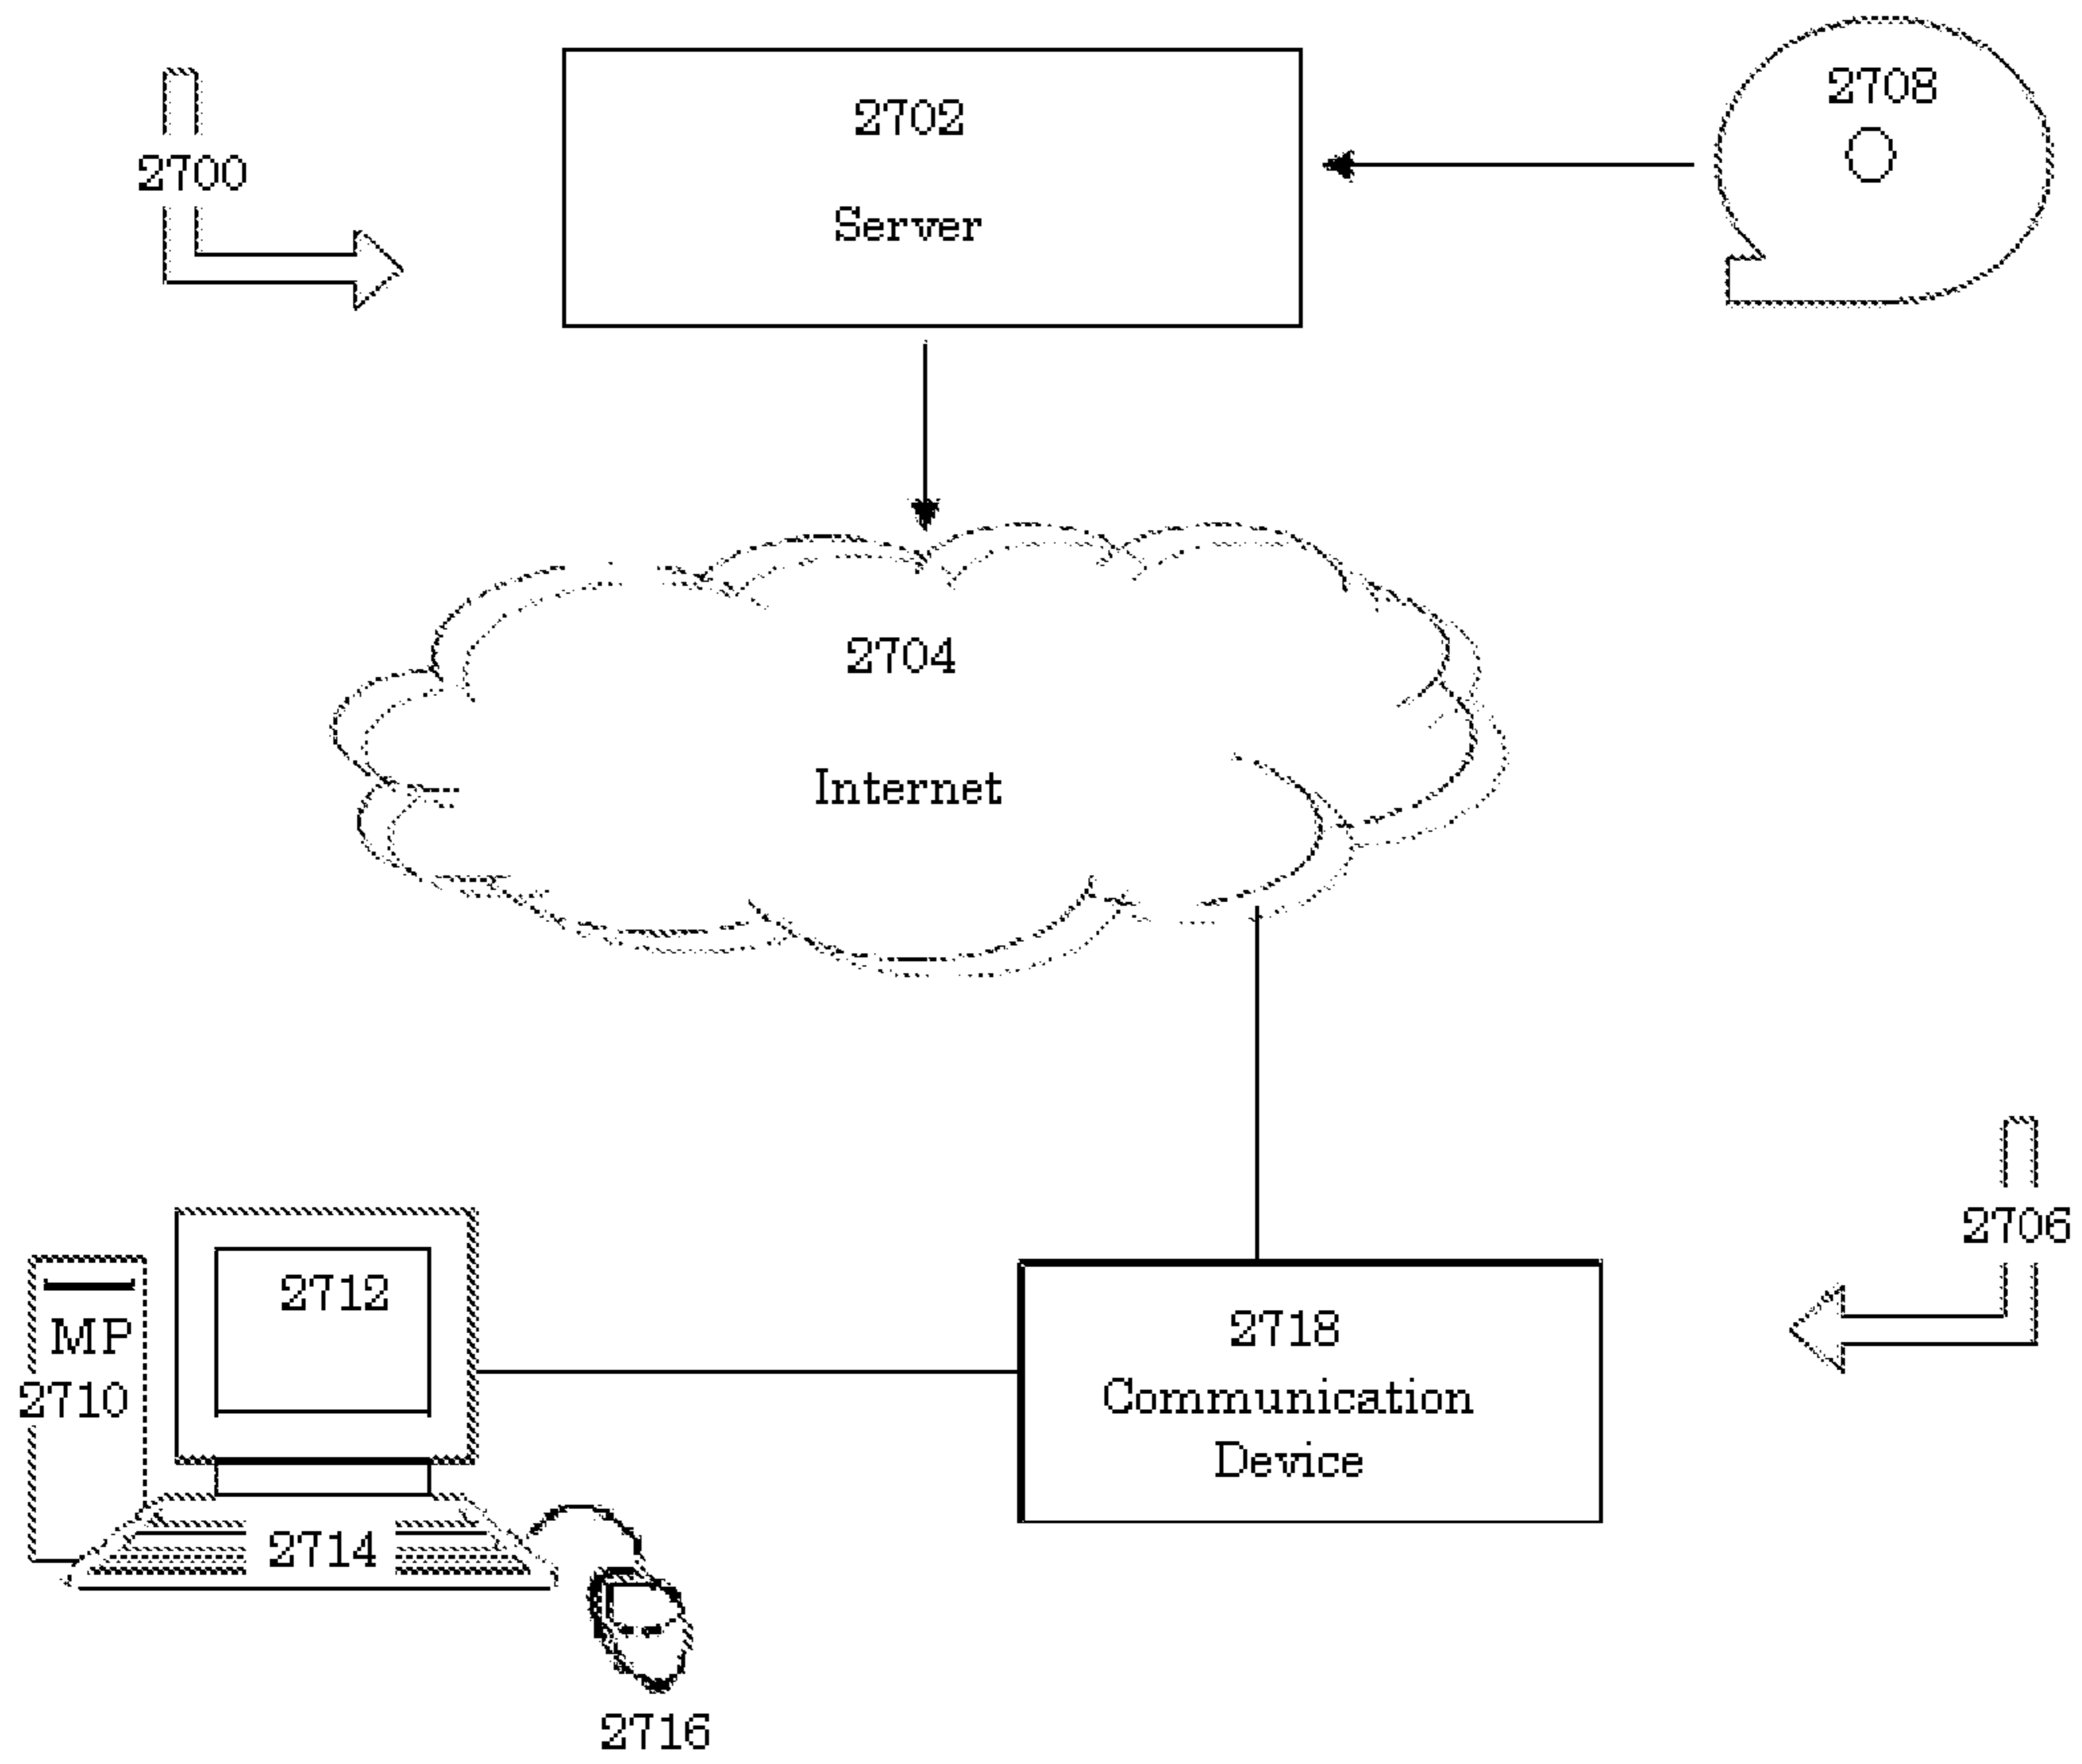 2702
2708
2700
Server
2704
Internet
2706
2712
2718
MP
2710
Communication
Device
2714
2716